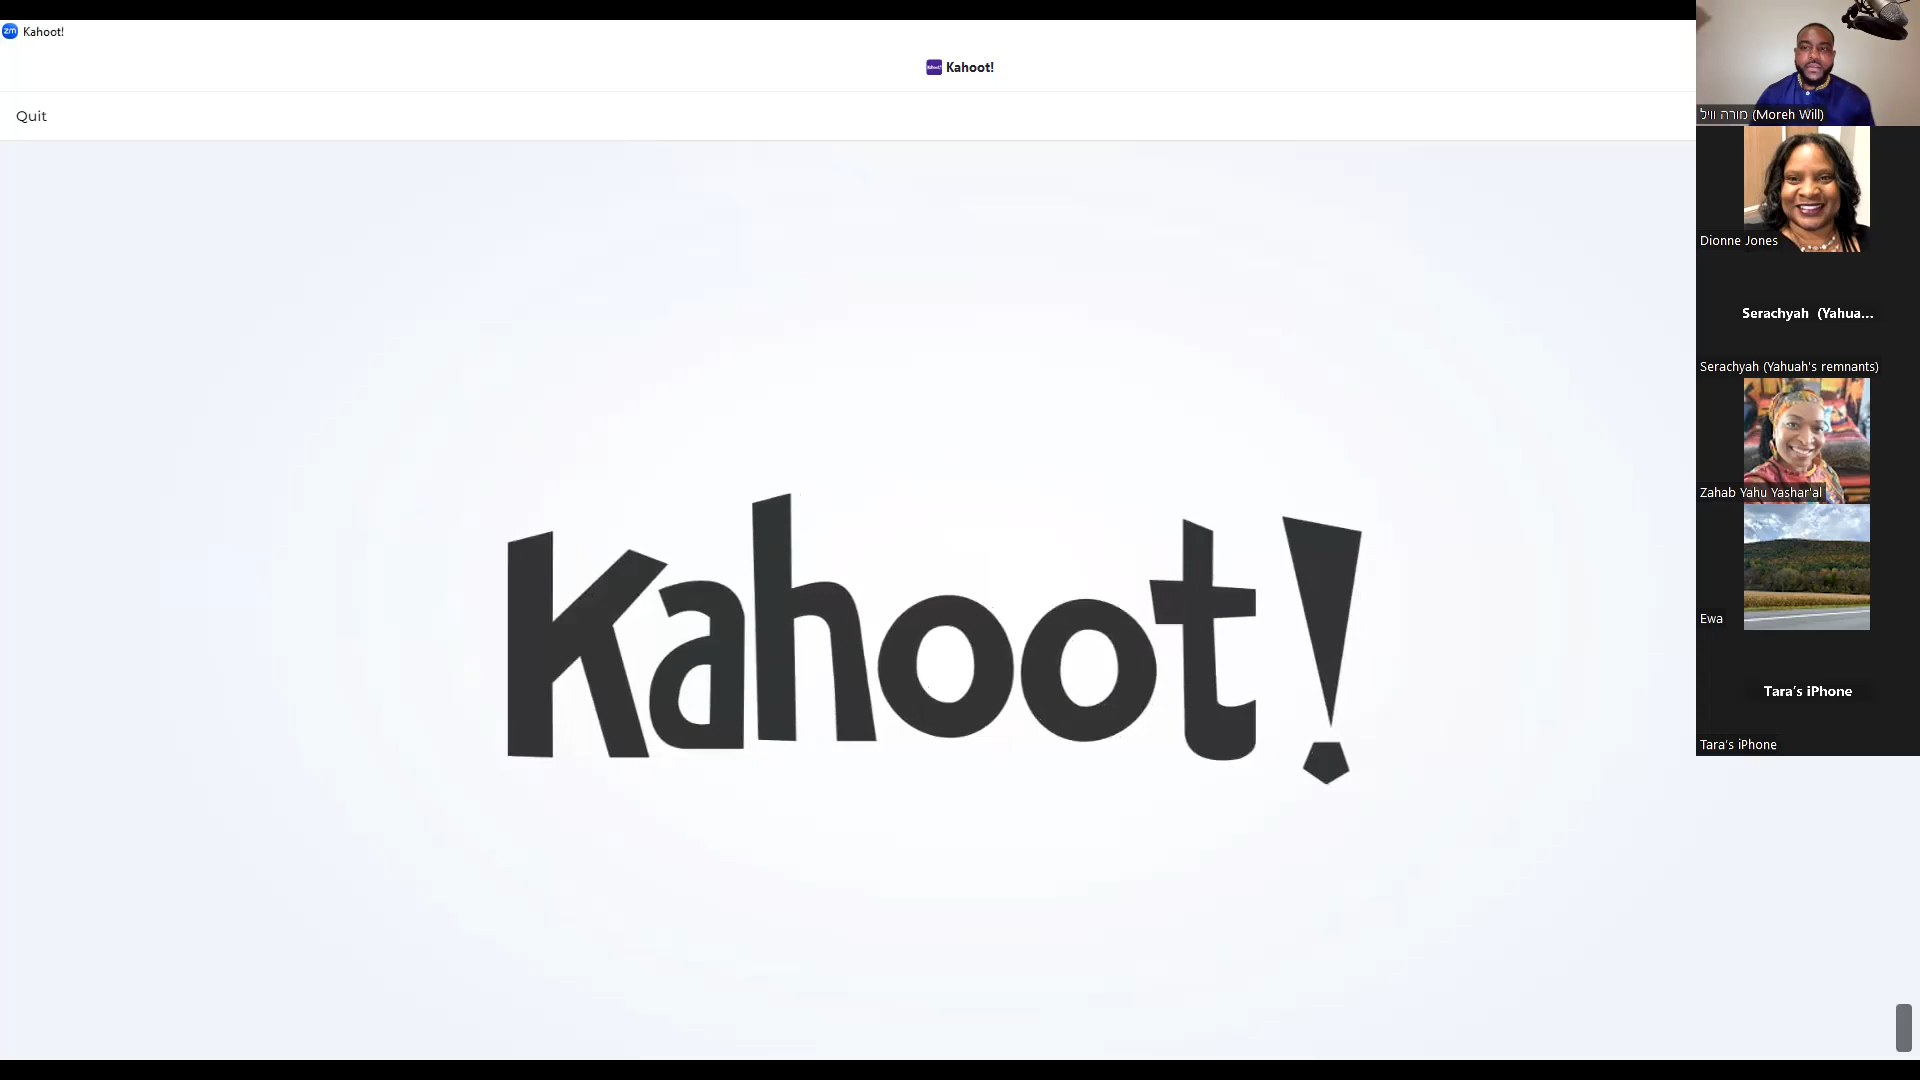 zm Kahoot!
Kahoot!
Quit
Kahoot!
מורה וויל (Moreh Will)
Dionne Jones
Serachyah (Yahua...
Serachyah (Yahuah's remnants)
Zahab Yahu Yashar'al
Ewa
Tara's iPhone
Tara's iPhone